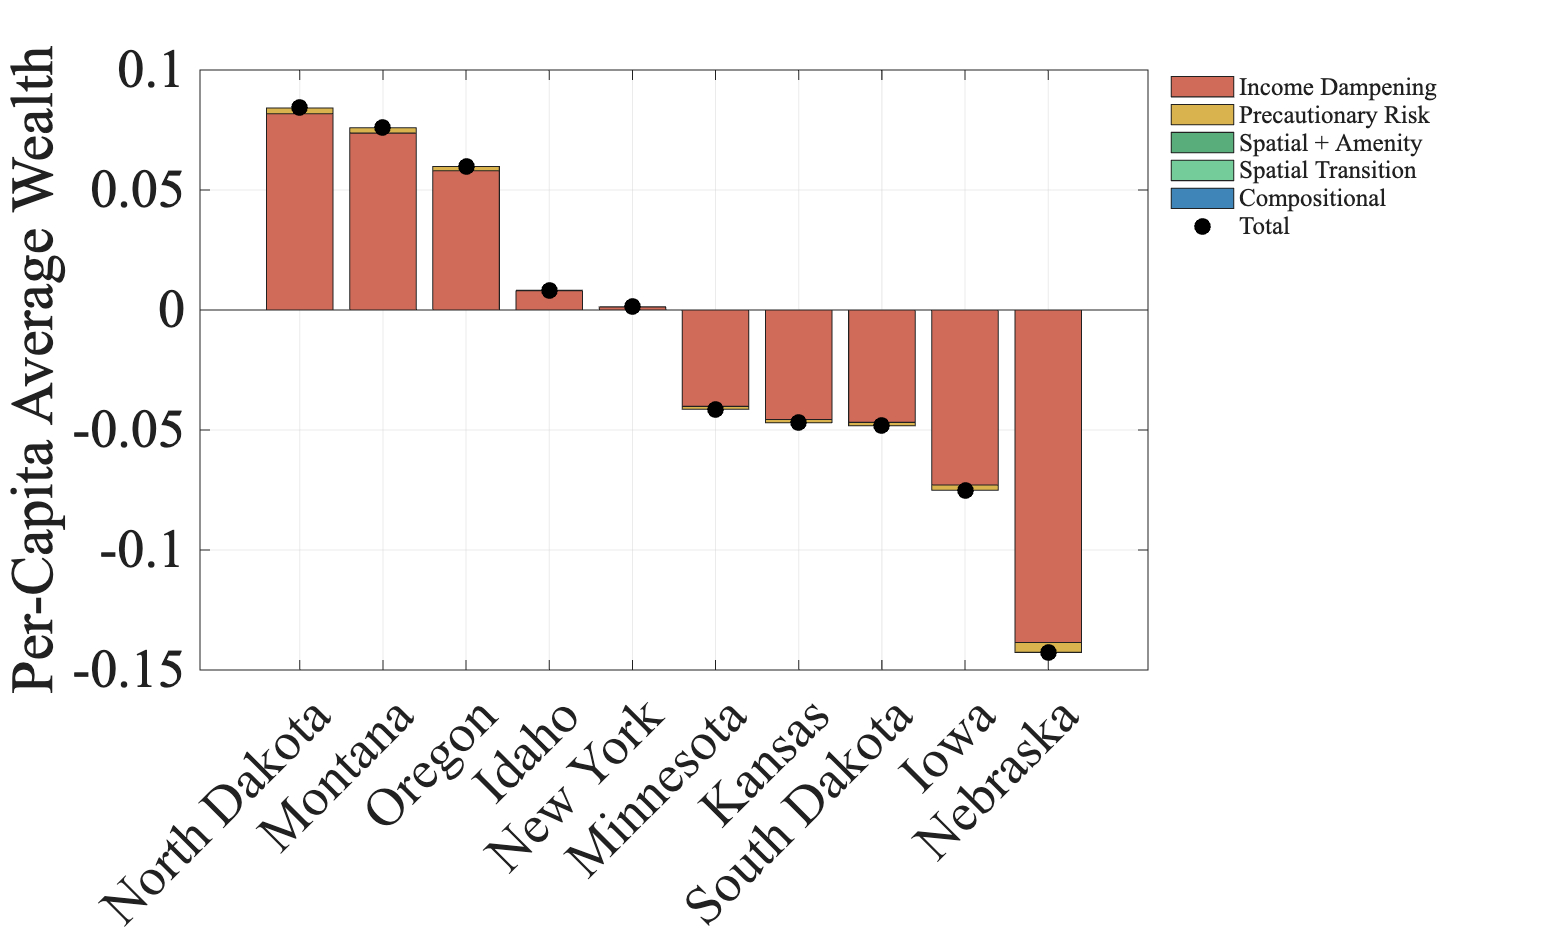 Per-Capita Average Wealth
0.1
0.05
0
-0.05
-0.1
-0.15
North Dakota
Montana
Oregon
Idaho
New York
Minnesota
Kansas
South Dakota
Iowa
Nebraska
Income Dampening
Precautionary Risk
Spatial + Amenity
Spatial Transition
Compositional
Total